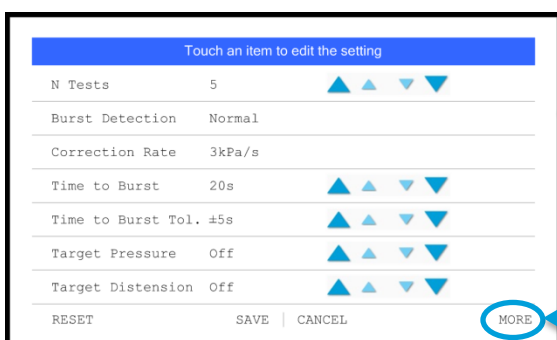 Touch an item to edit the setting
N Tests 5
Burst Detection Normal
Correction Rate 3kPa/s
Time to Burst 20s
Time to Burst Tol. ±5s
Target Pressure Off
Target Distension Off
RESET SAVE | CANCEL MORE